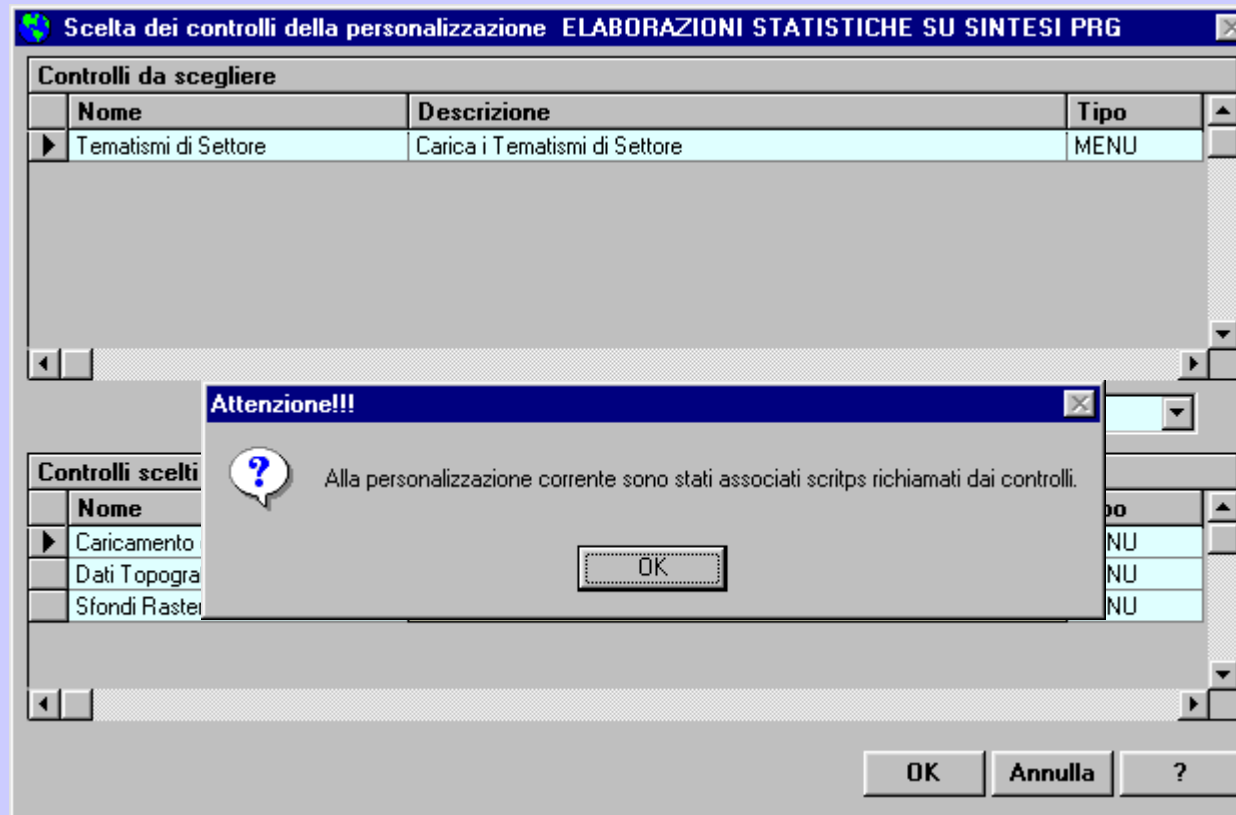 Scelta dei controlli della personalizzazione ELABORAZIONI STATISTICHE SU SINTESI PRG
Controlli da scegliere
Nome Descrizione Tipo
Tematismi di Settore Carica i Tematismi di Settore MENU
Attenzione!!!
Alla personalizzazione corrente sono stati associati scritps richiamati dai controlli.
OK
Controlli scelti
Nome
Caricamento
Dati Topogra
Sfondi Raster
po
NU
NU
NU
OK Annulla ?